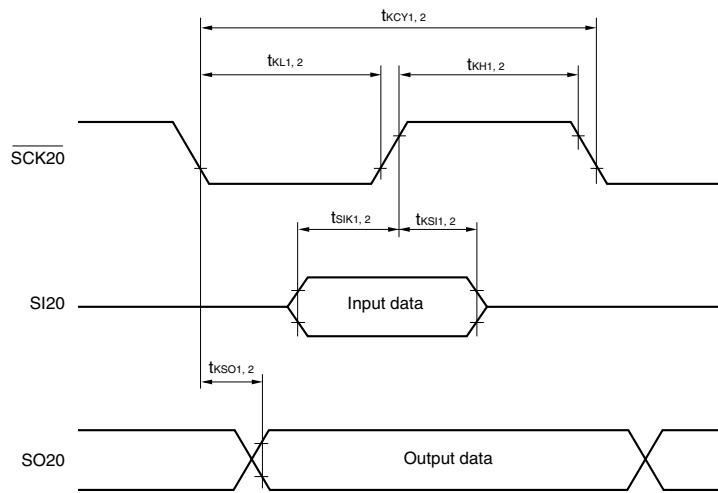 tKCY1, 2
tKL1, 2
tKH1, 2
SCK20
tSIK1, 2
tKSI1, 2
SI20
Input data
tKSO1, 2
SO20
Output data